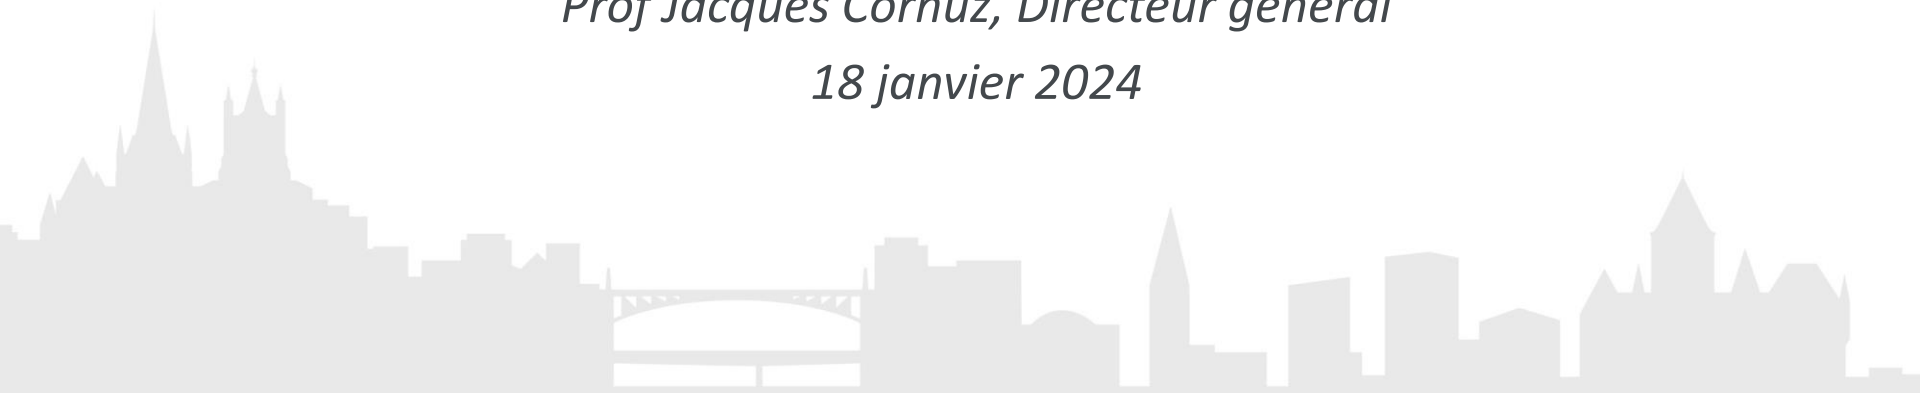 Prof Jacques Cornuz, Directeur général
18 janvier 2024